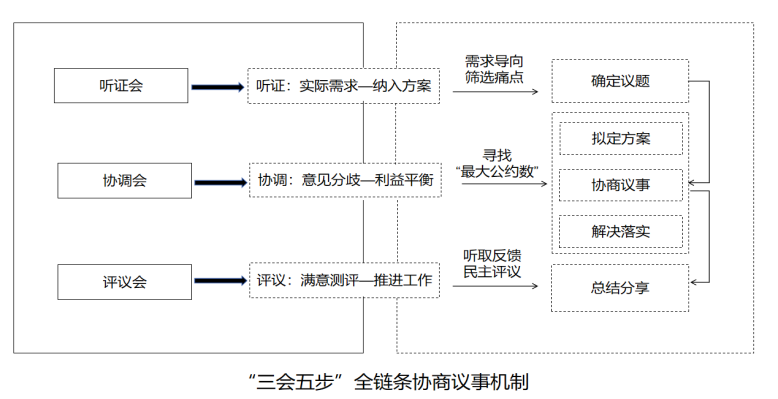 听证会
听证：实际需求—纳入方案
需求导向
筛选痛点
确定议题
拟定方案
协调会
协调：意见分歧—利益平衡
寻找
“最大公约数”
协商议事
解决落实
评议会
评议：满意测评—推进工作
听取反馈
民主评议
总结分享
“三会五步”全链条协商议事机制